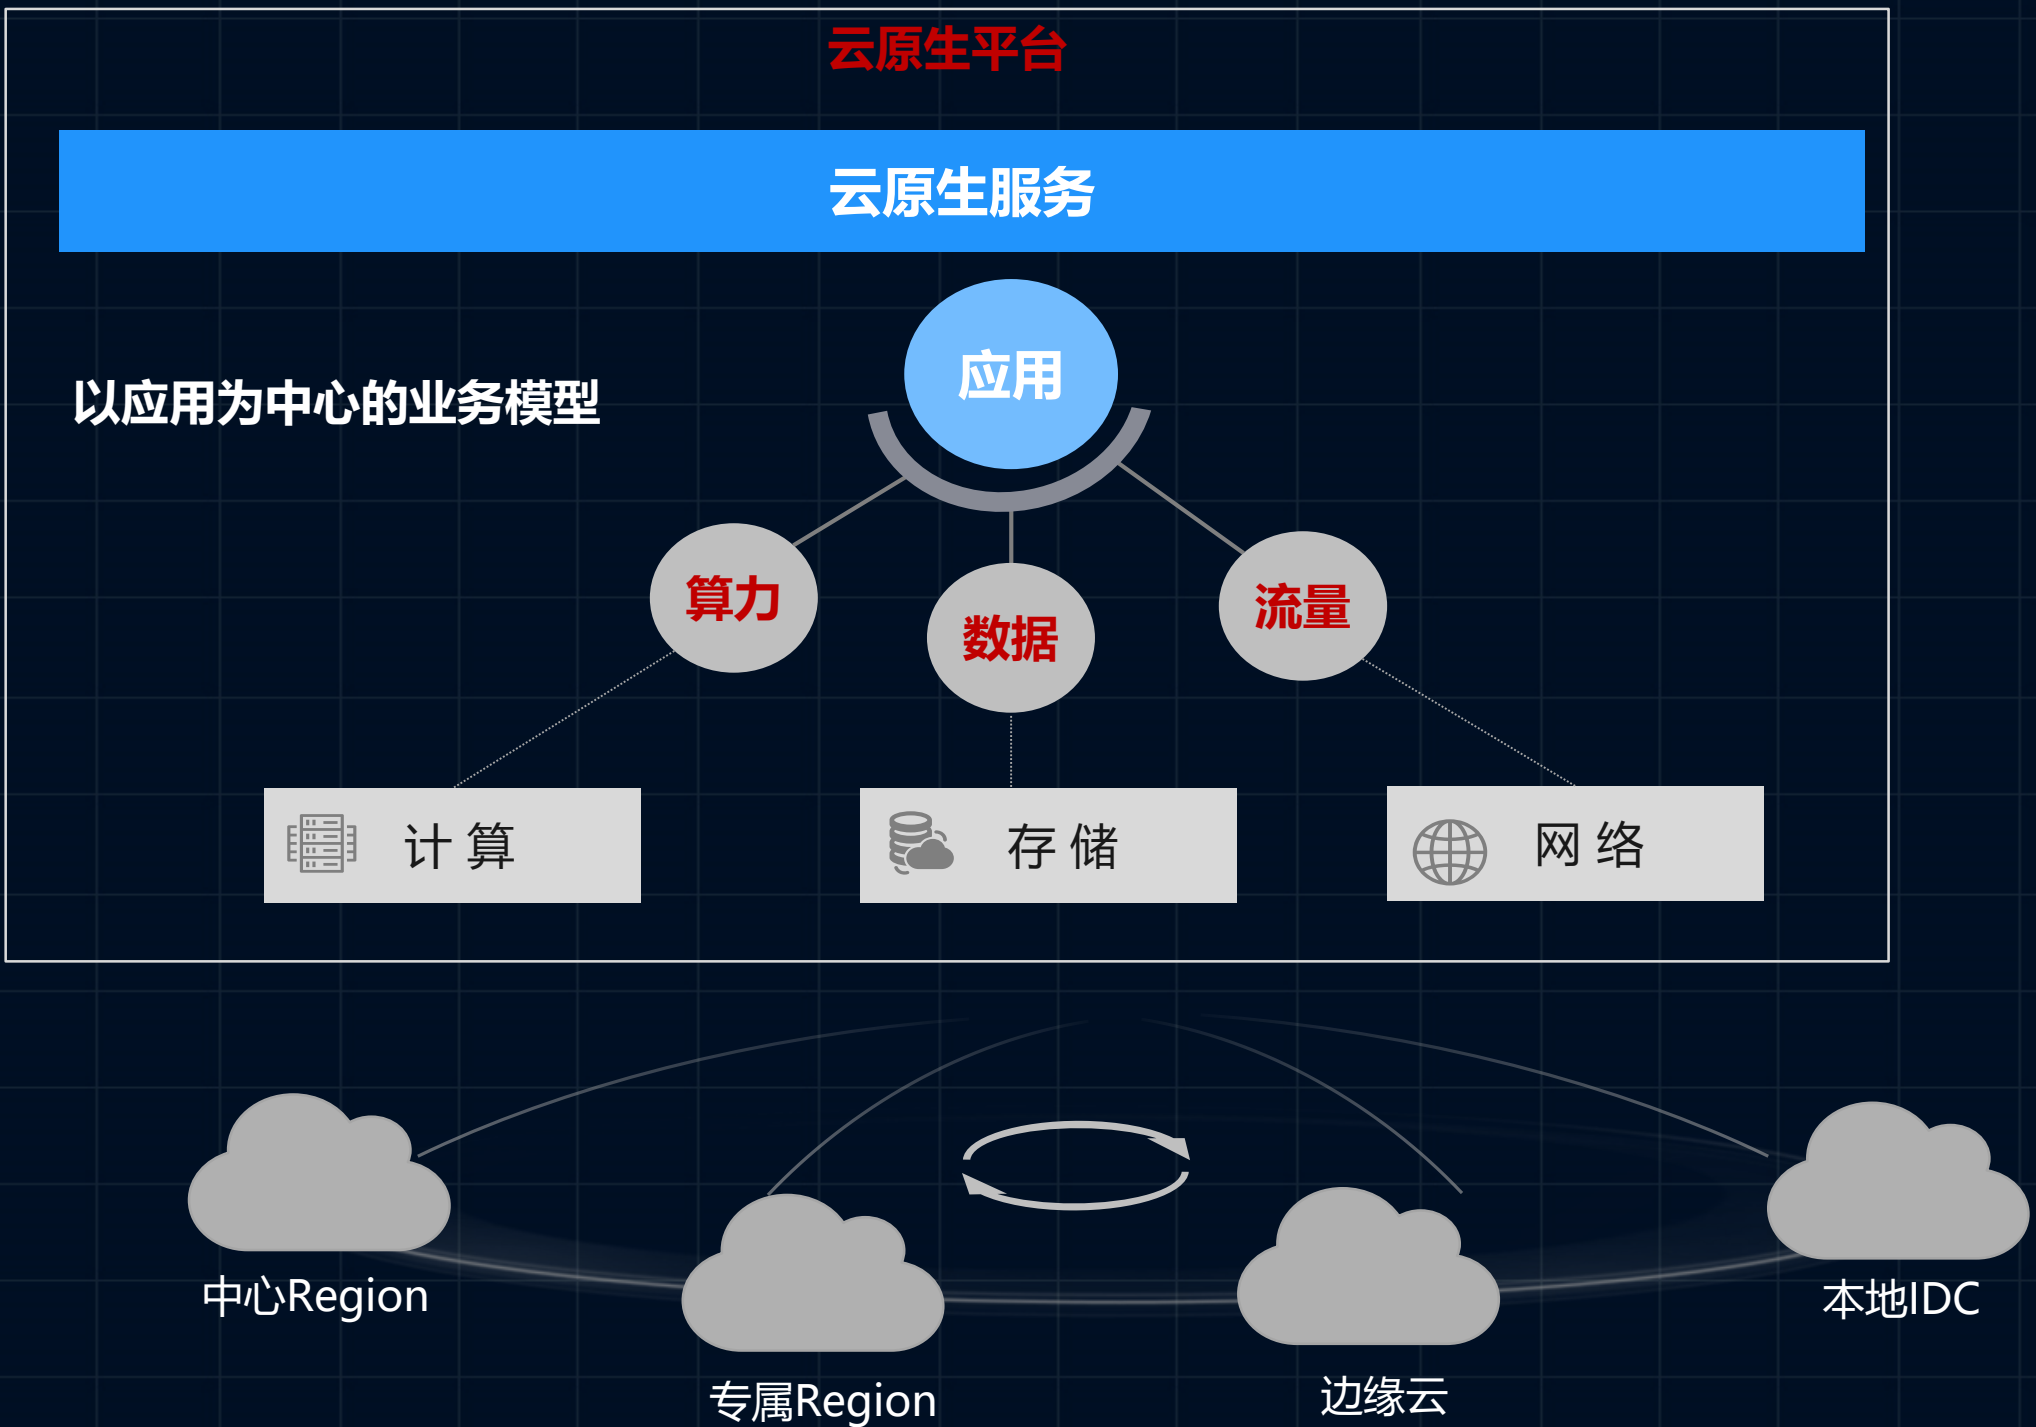 云原生平台
云原生服务
应用
以应用为中心的业务模型
算力
数据
流量
计 算
存 储
网 络
中心Region
专属Region
边缘云
本地IDC